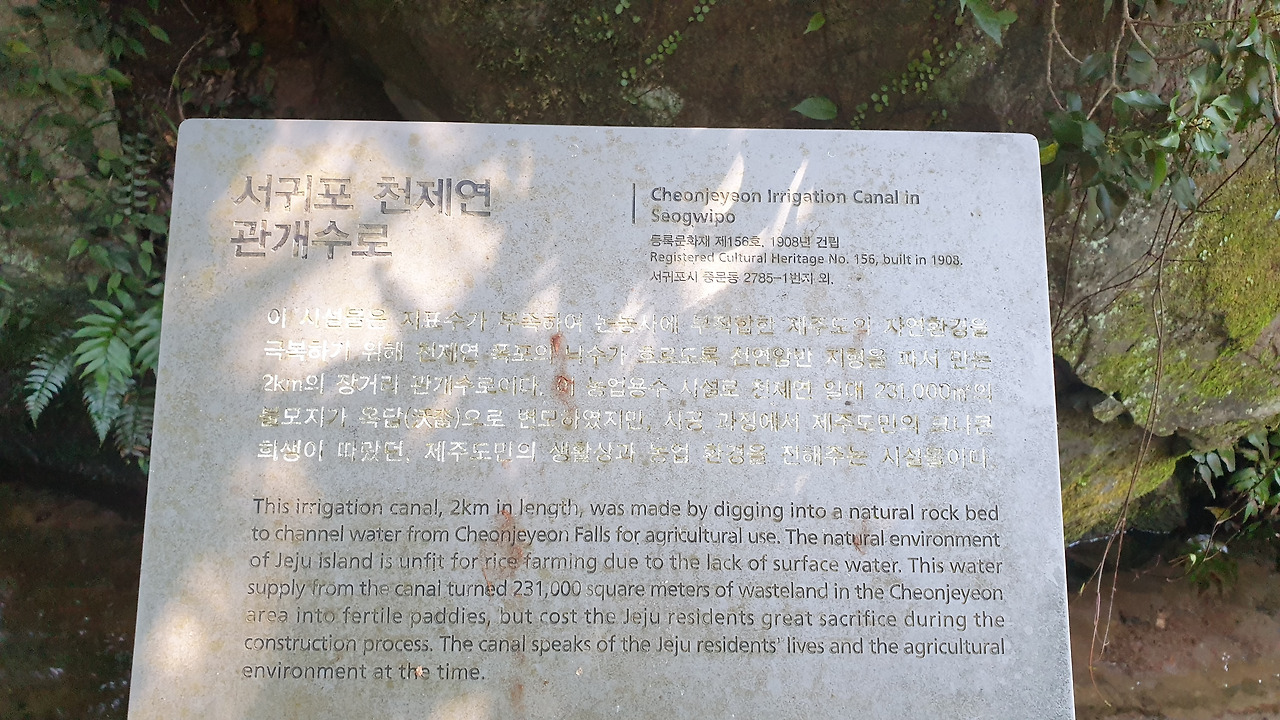 서귀포 천제연
관개수로
Cheonjeyeon Irrigation Canal in
Seogwipo
등록문화재 제156호, 1908년 건립
Registered Cultural Heritage No. 156, built in 1908.
서귀포시 중문동 2785-1번지 외.
이 시설물은 지표수가 부족하여 논농사에 부적합한 제주도의 자연환경을
극복하기 위해 천제연 폭포의 낙수가 흐르도록 천연암반 지형을 파서 만든
2km의 장거리 관개수로이다. 이 농업용수 시설로 천제연 일대 231,000㎡의
불모지가 옥답(沃畓)으로 변모하였지만, 시공 과정에서 제주도민의 크나큰
희생이 따랐던, 제주도민의 생활상과 농업 환경을 전해주는 시설물이다.
This irrigation canal, 2km in length, was made by digging into a natural rock bed
to channel water from Cheonjeyeon Falls for agricultural use. The natural environment
of Jeju island is unfit for rice farming due to the lack of surface water. This water
supply from the canal turned 231,000 square meters of wasteland in the Cheonjeyeon
area into fertile paddies, but cost the Jeju residents great sacrifice during the
construction process. The canal speaks of the Jeju residents' lives and the agricultural
environment at the time.